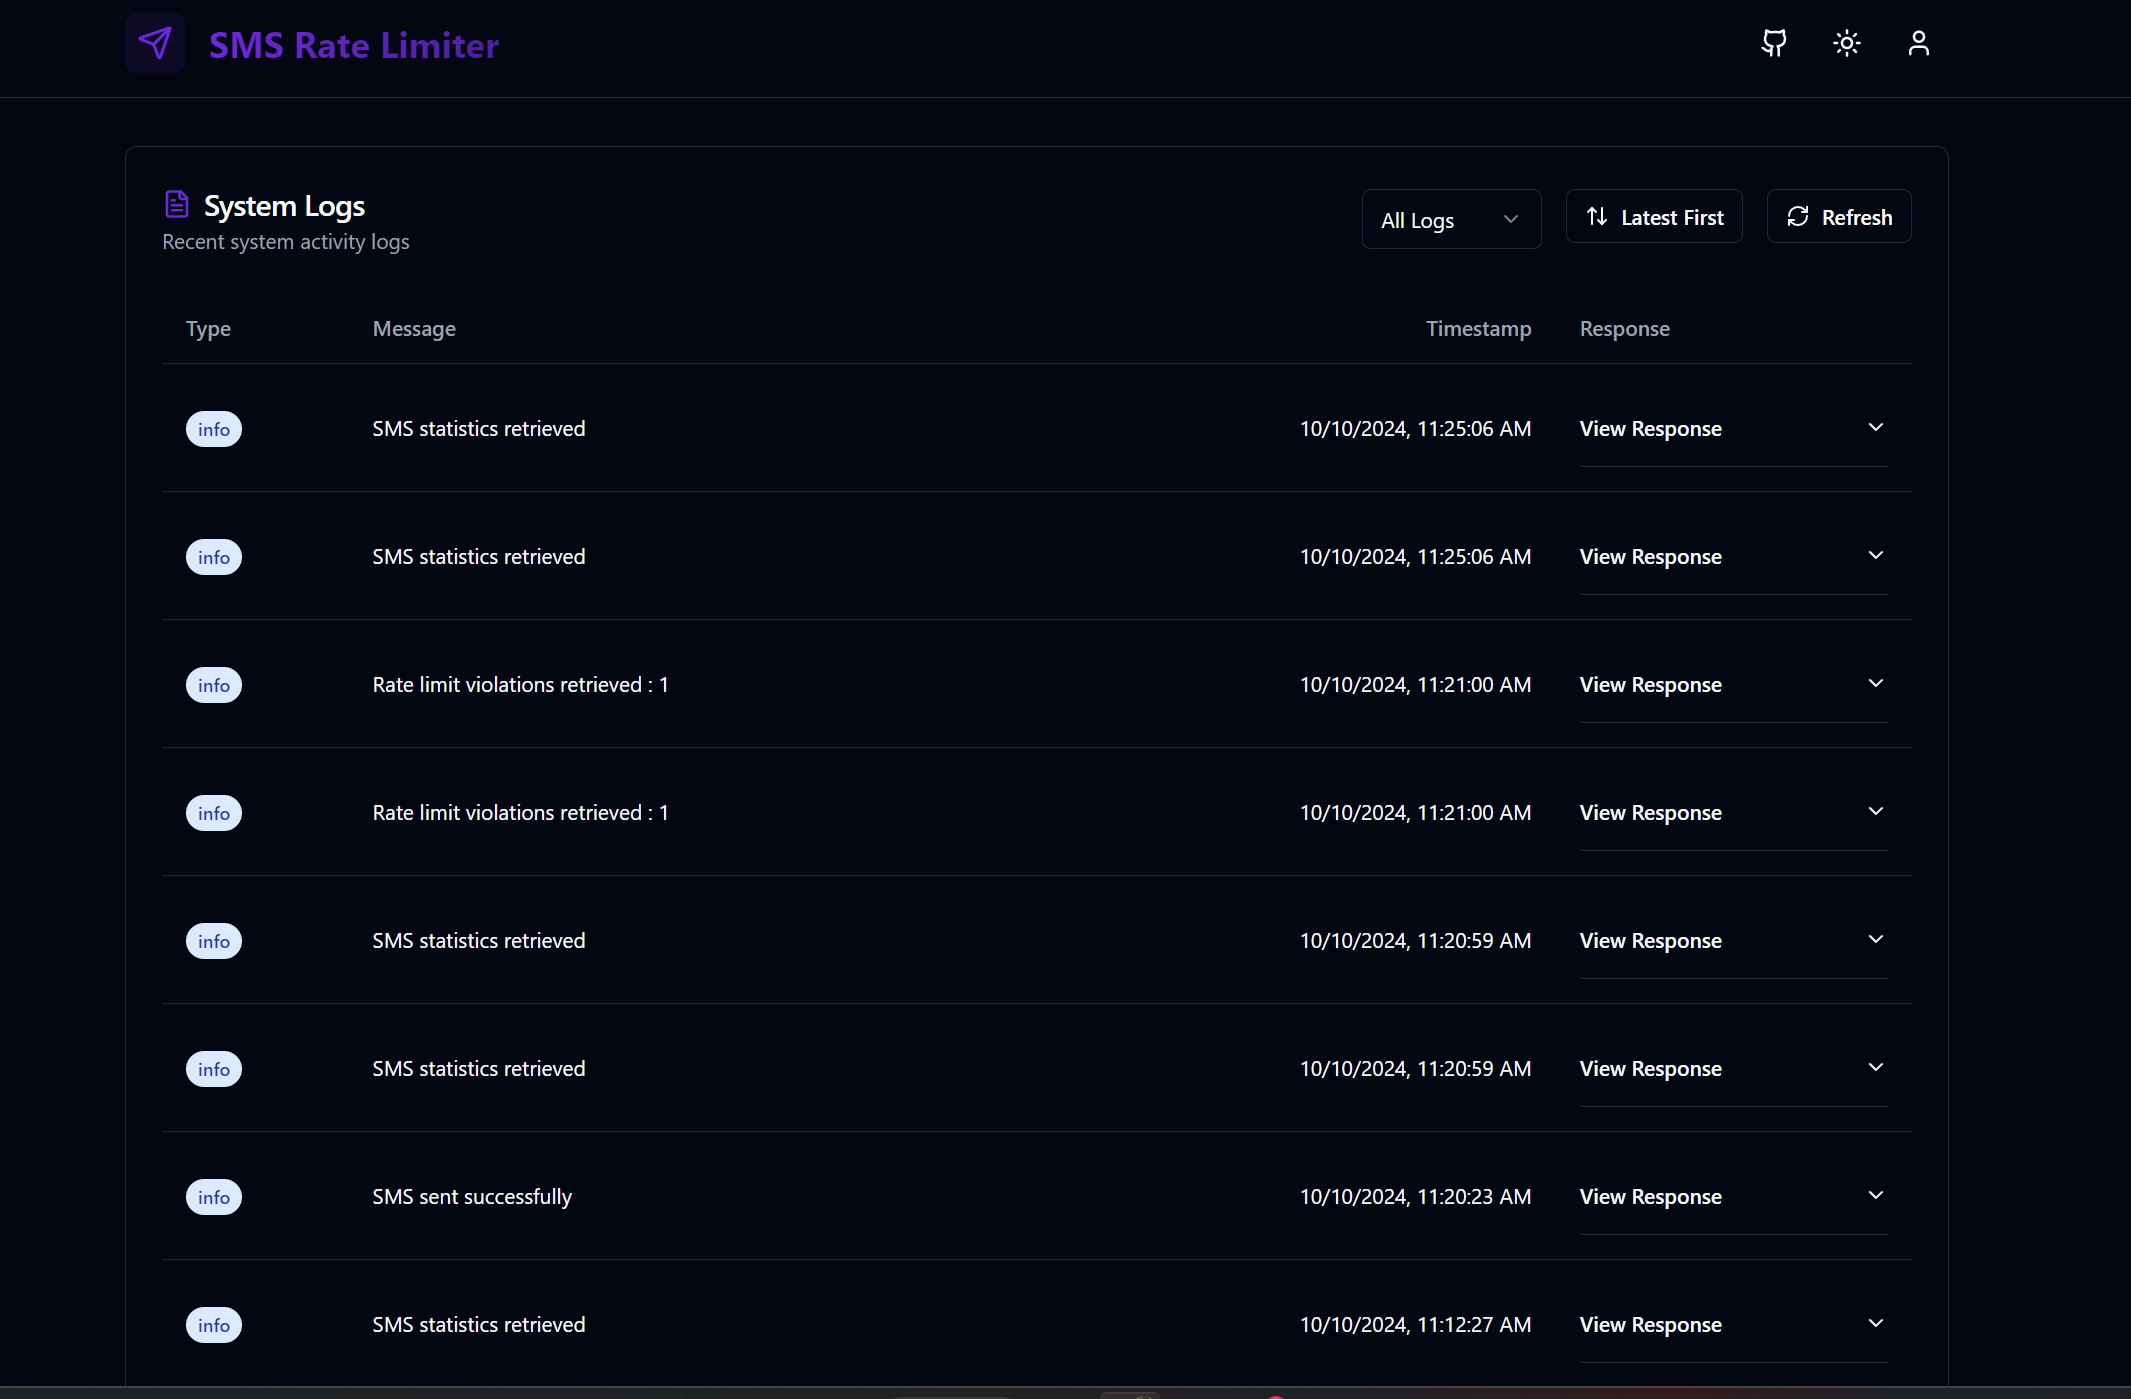 SMS Rate Limiter
System Logs
Recent system activity logs
All Logs
Latest First
Refresh
Type Message Timestamp Response
info SMS statistics retrieved 10/10/2024, 11:25:06 AM View Response
info SMS statistics retrieved 10/10/2024, 11:25:06 AM View Response
info Rate limit violations retrieved : 1 10/10/2024, 11:21:00 AM View Response
info Rate limit violations retrieved : 1 10/10/2024, 11:21:00 AM View Response
info SMS statistics retrieved 10/10/2024, 11:20:59 AM View Response
info SMS statistics retrieved 10/10/2024, 11:20:59 AM View Response
info SMS sent successfully 10/10/2024, 11:20:23 AM View Response
info SMS statistics retrieved 10/10/2024, 11:12:27 AM View Response